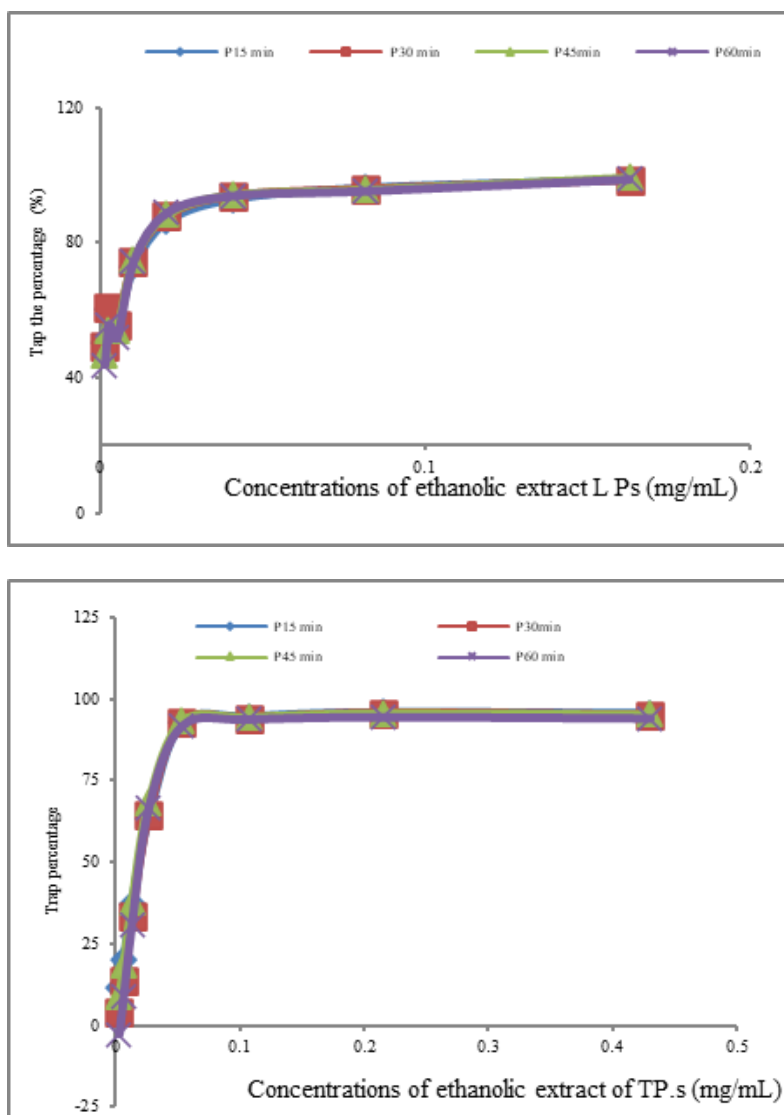 P15 min P30 min P45min P60min
120
80
40
0
0 0.1 0.2
Tap the percentage (%)
Concentrations of ethanolic extract L Ps (mg/mL)
P15 min P30min
P45 min P60 min
125
100
75
50
25
0
-25
0 0.1 0.2 0.3 0.4 0.5
Trap percentage
Concentrations of ethanolic extract of TP.s (mg/mL)